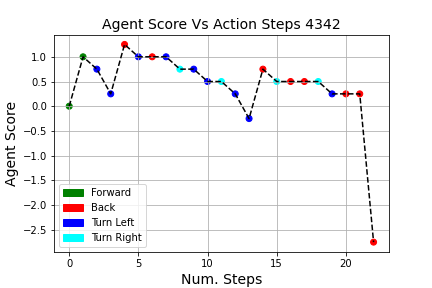 Agent Score Vs Action Steps 4342
1.0
0.5
0.0
−0.5
−1.0
−1.5
−2.0
−2.5
Agent Score
Forward
Back
Turn Left
Turn Right
0 5 10 15 20
Num. Steps